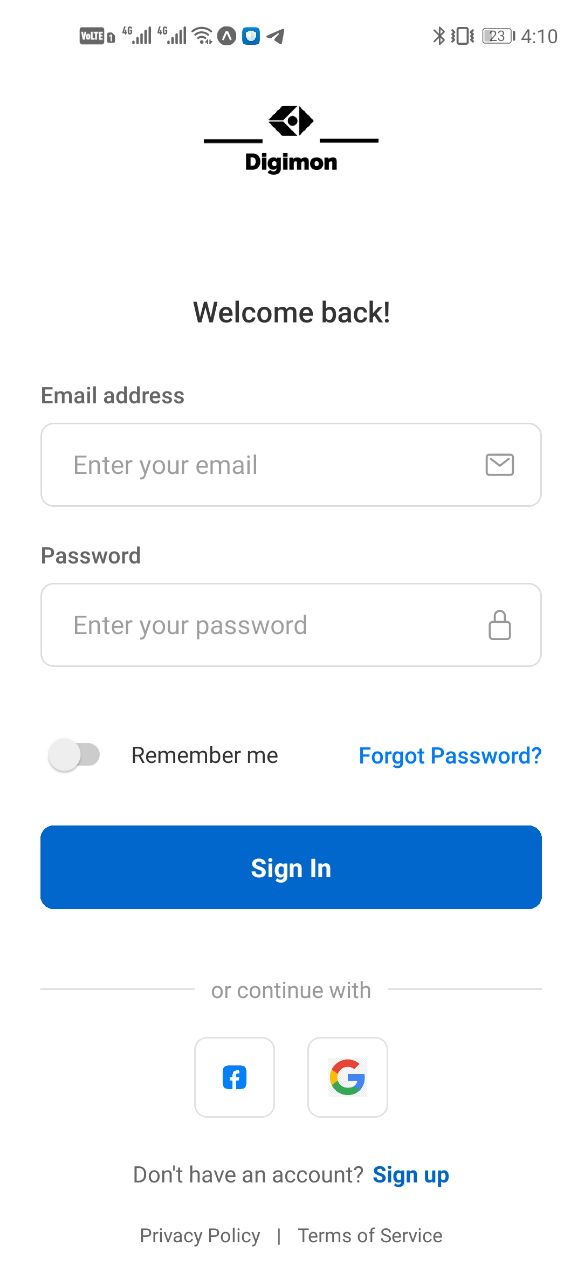 VoLTE 1 4G 4G 23 4:10
Digimon
Welcome back!
Email address
Enter your email
Password
Enter your password
Remember me Forgot Password?
Sign In
or continue with
Don't have an account? Sign up
Privacy Policy | Terms of Service